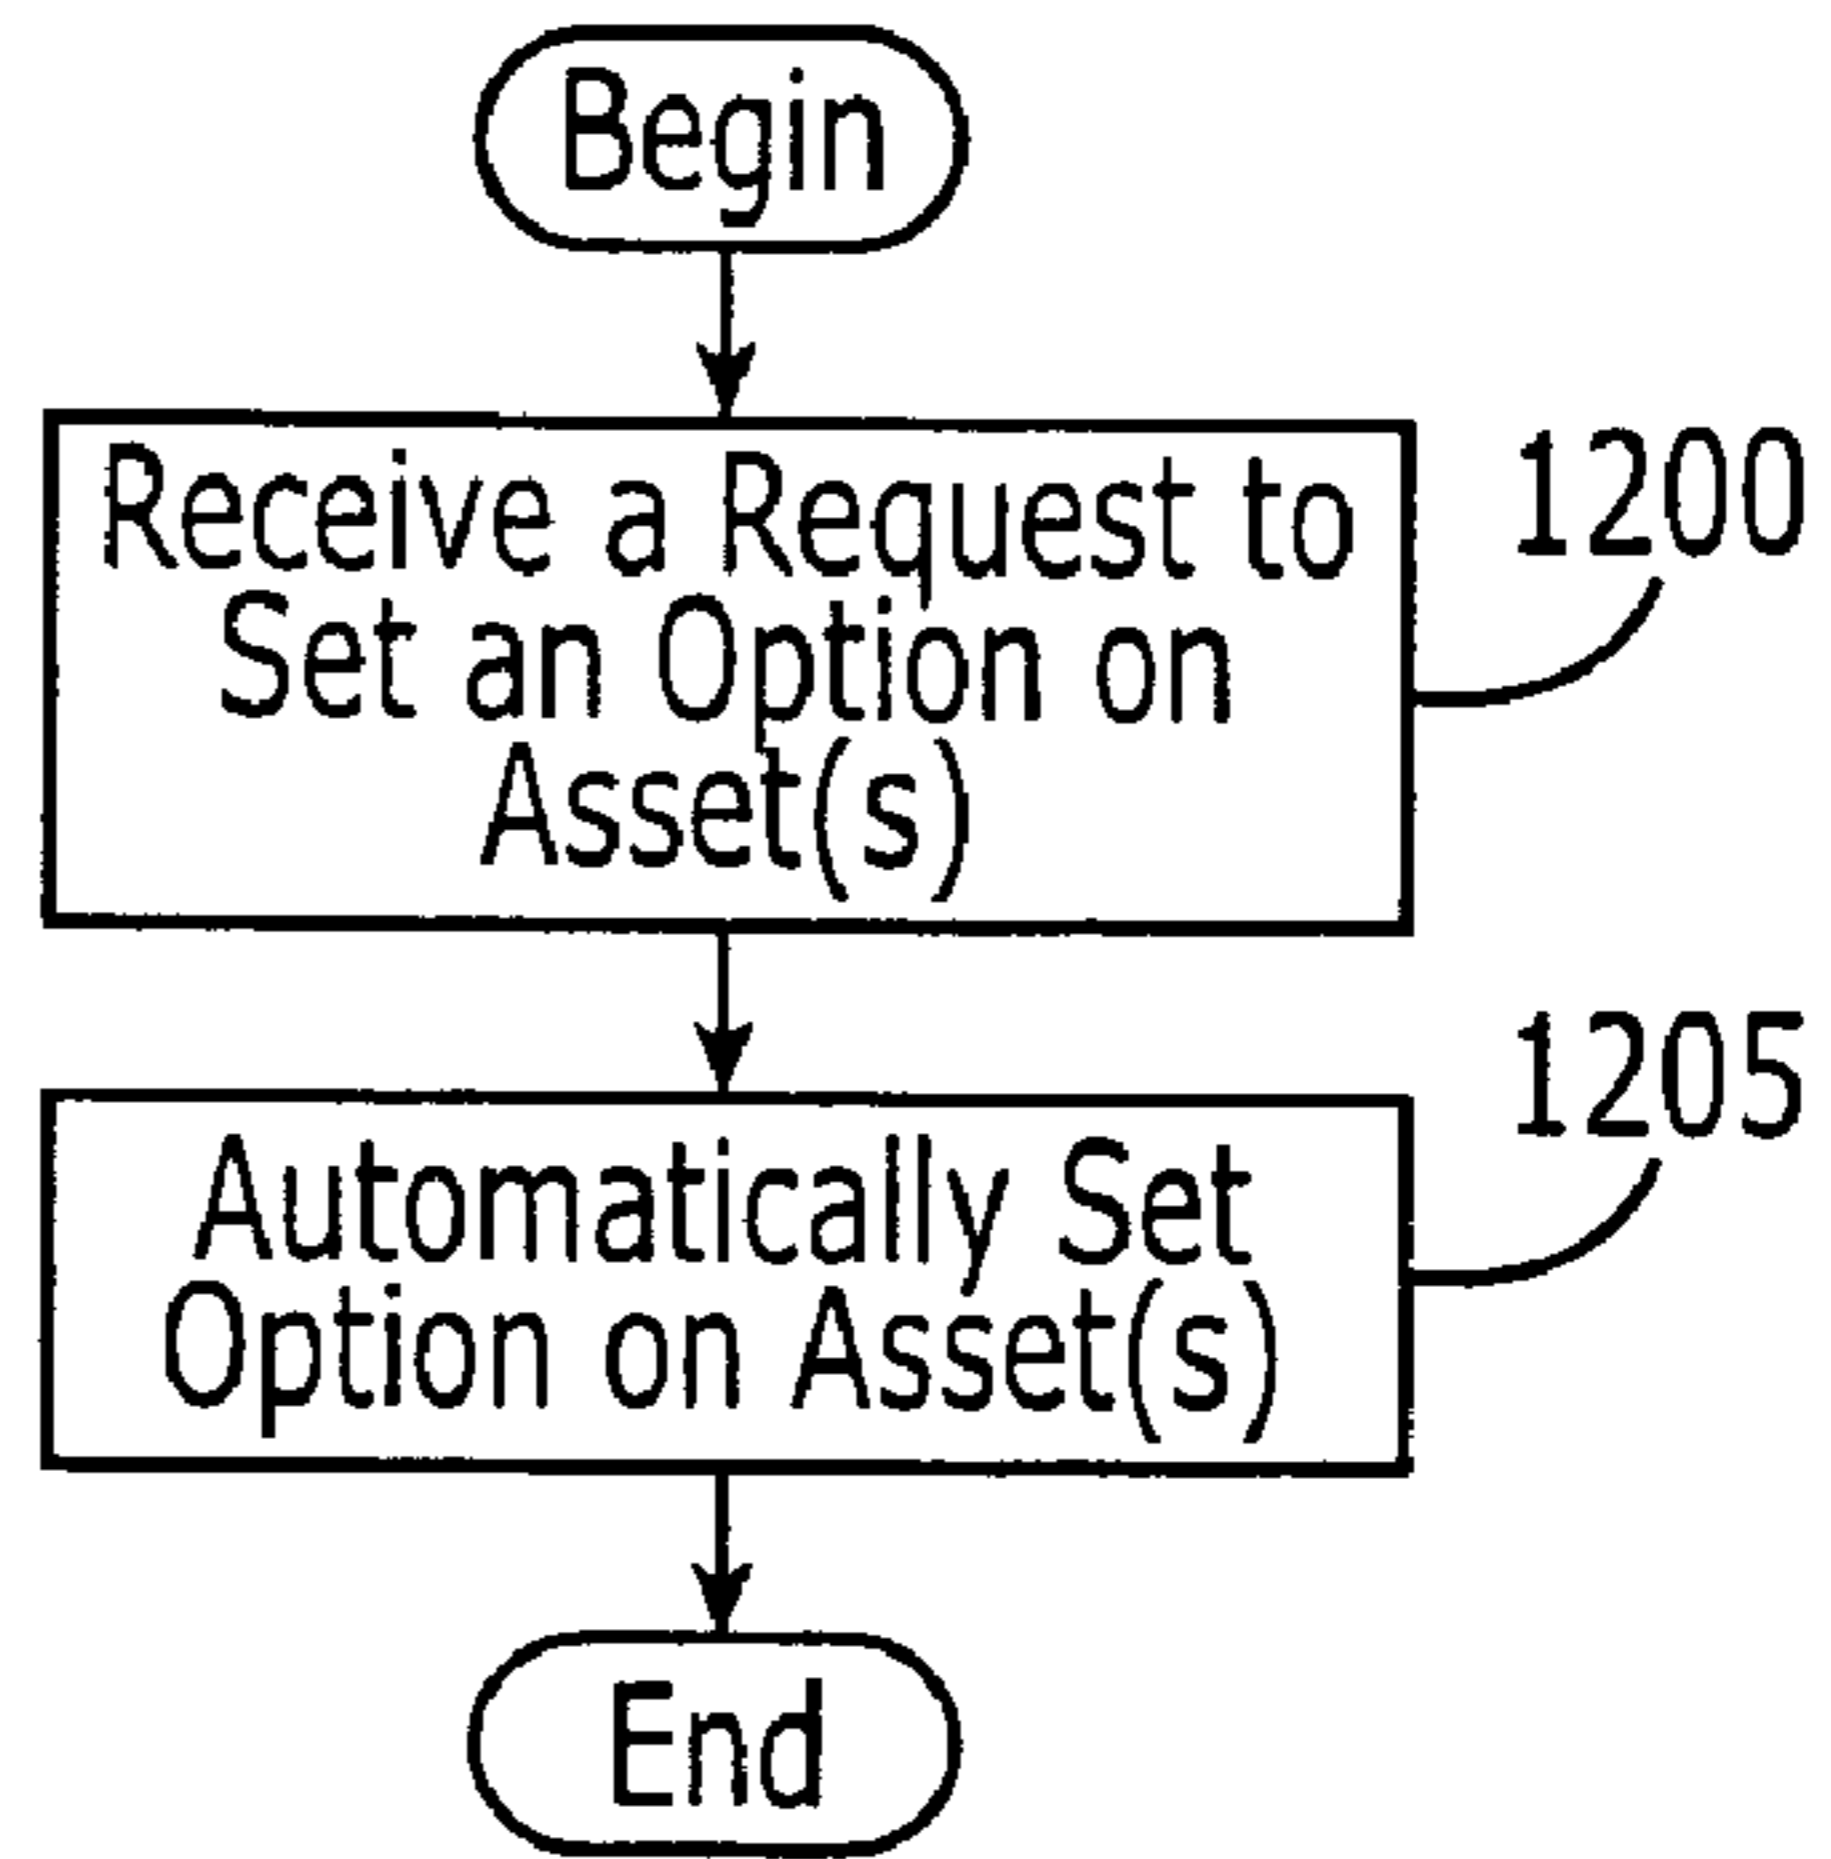 Begin
Receive a Request to
Set an Option on
Asset(s)
1200
Automatically Set
Option on Asset(s)
1205
End